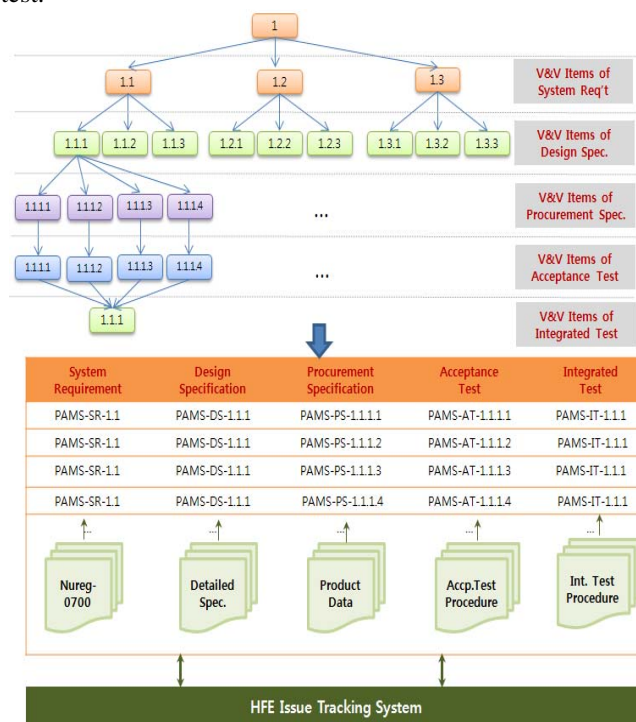 test.
1
1.1 1.2 1.3
V&V Items of
System Req't
1.1.1 1.1.2 1.1.3 1.2.1 1.2.2 1.2.3 1.3.1 1.3.2 1.3.3
V&V Items of
Design Spec.
1.1.1.1 1.1.1.2 1.1.1.3 1.1.1.4 ...
V&V Items of
Procurement Spec.
1.1.1.1 1.1.1.2 1.1.1.3 1.1.1.4 ...
V&V Items of
Acceptance Test
1.1.1
V&V Items of
Integrated Test
System Design Procurement Acceptance Integrated
Requirement Specification Specification Test Test
PAMS-SR-1.1 PAMS-DS-1.1.1 PAMS-PS-1.1.1.1 PAMS-AT-1.1.1.1 PAMS-IT-1.1.1
PAMS-SR-1.1 PAMS-DS-1.1.1 PAMS-PS-1.1.1.2 PAMS-AT-1.1.1.2 PAMS-IT-1.1.1
PAMS-SR-1.1 PAMS-DS-1.1.1 PAMS-PS-1.1.1.3 PAMS-AT-1.1.1.3 PAMS-IT-1.1.1
PAMS-SR-1.1 PAMS-DS-1.1.1 PAMS-PS-1.1.1.4 PAMS-AT-1.1.1.4 PAMS-IT-1.1.1
... ... ... ... ...
Nureg- Detailed Product Accp.Test Int. Test
0700 Spec. Data Procedure Procedure
HFE Issue Tracking System